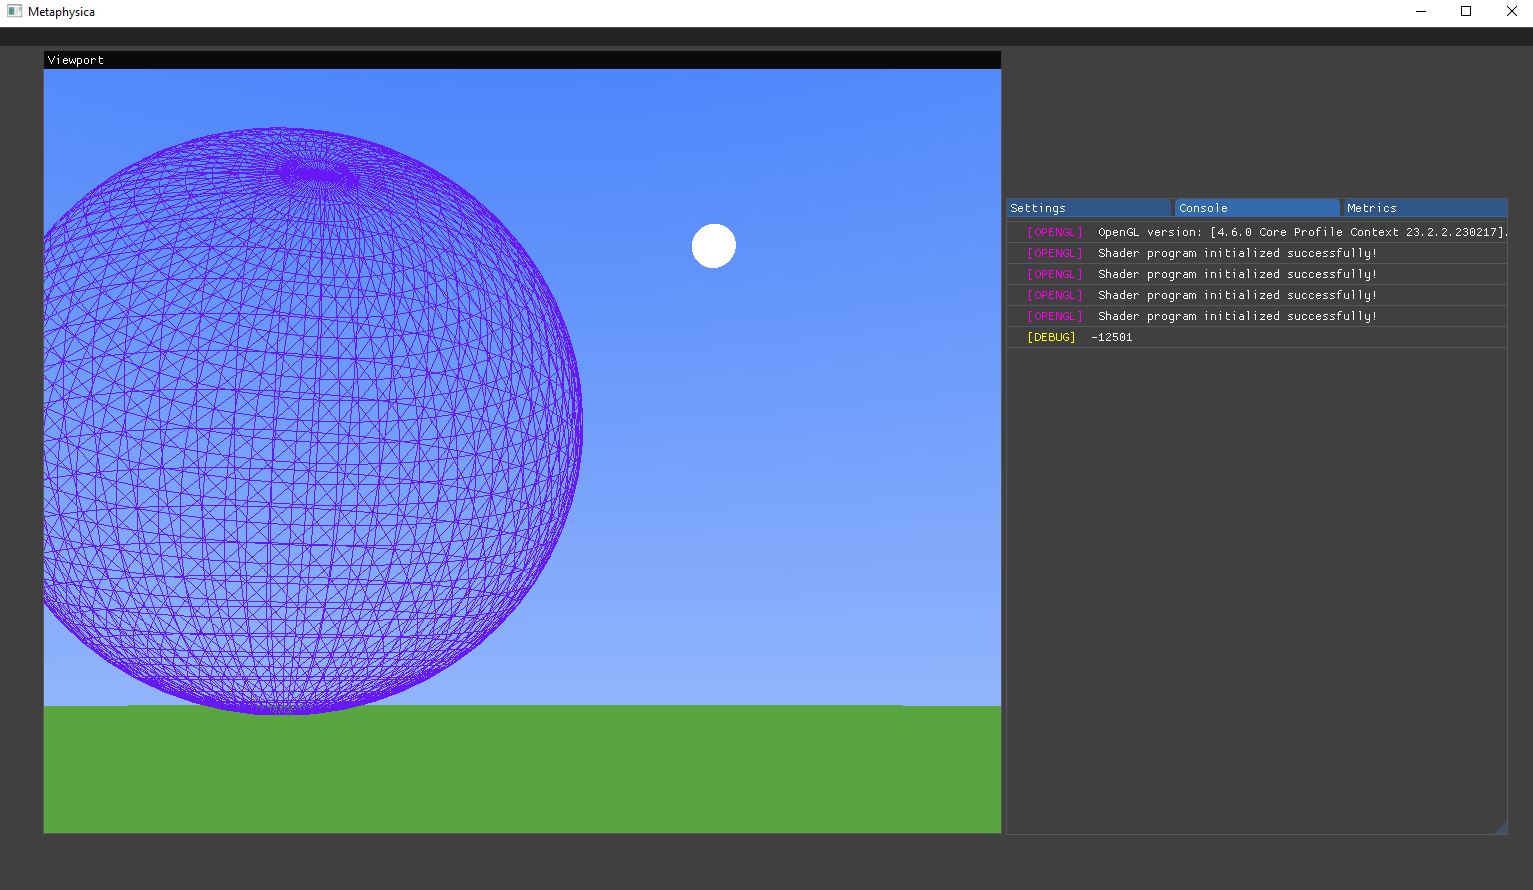 Metaphysica
Viewport
Settings Console Metrics
[OPENGL] OpenGL version: [4.6.0 Core Profile Context 23.2.2.230217].
[OPENGL] Shader program initialized successfully!
[OPENGL] Shader program initialized successfully!
[OPENGL] Shader program initialized successfully!
[OPENGL] Shader program initialized successfully!
[DEBUG] -12501